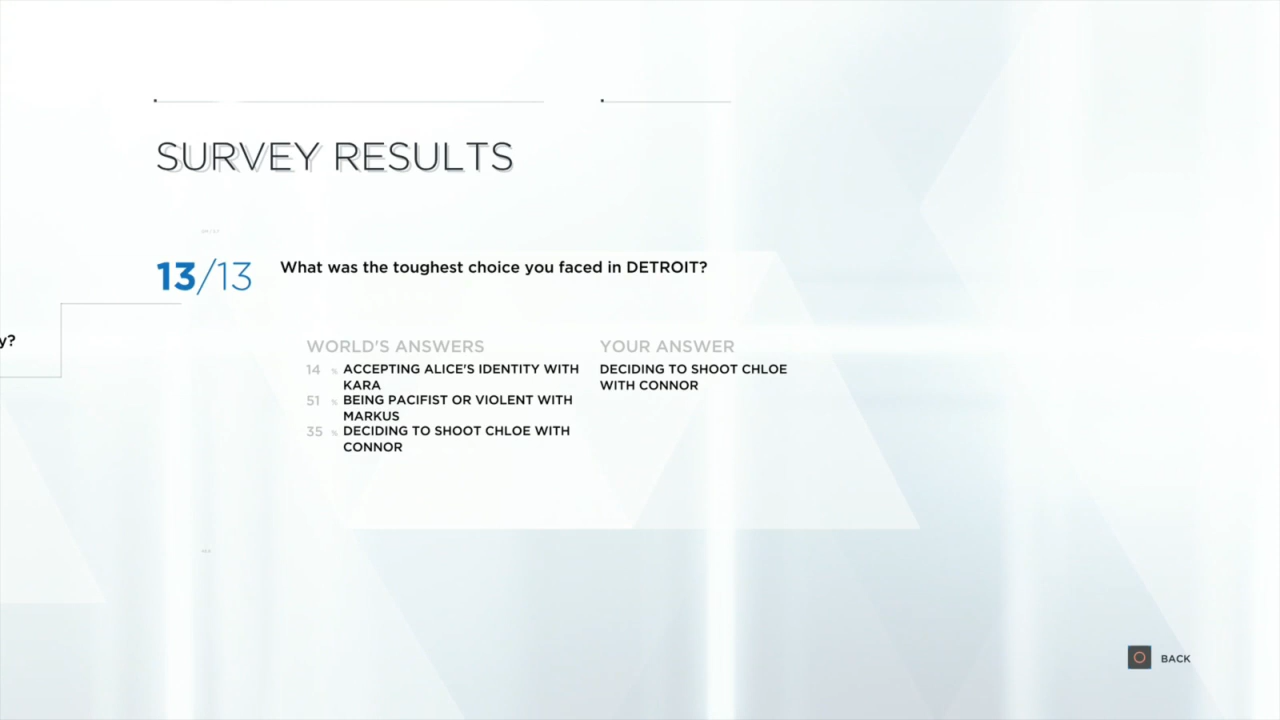 SURVEY RESULTS
13/13
What was the toughest choice you faced in DETROIT?
y?
WORLD'S ANSWERS
14 % ACCEPTING ALICE'S IDENTITY WITH
KARA
51 % BEING PACIFIST OR VIOLENT WITH
MARKUS
35 % DECIDING TO SHOOT CHLOE WITH
CONNOR
YOUR ANSWER
DECIDING TO SHOOT CHLOE
WITH CONNOR
BACK